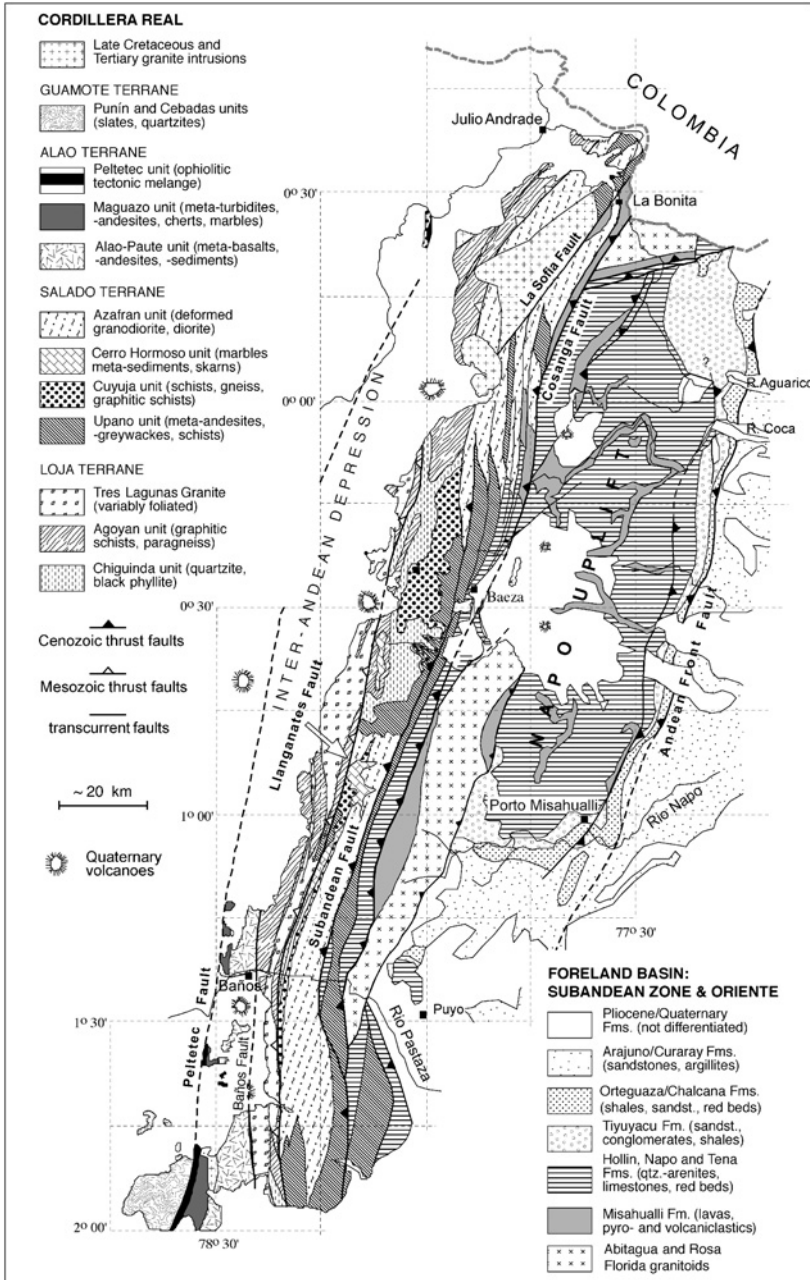 CORDILLERA REAL
Late Cretaceous and
Tertiary granite intrusions
GUAMOTE TERRANE
Punín and Cebadas units
(slates, quartzites)
ALAO TERRANE
Peltetec unit (ophiolitic
tectonic melange)
Maguazo unit (meta-turbidites,
-andesites, cherts, marbles)
Alao-Paute unit (meta-basalts,
-andesites, -sediments)
SALADO TERRANE
Azafran unit (deformed
granodiorite, diorite)
Cerro Hormoso unit (marbles
meta-sediments, skarns)
Cuyuja unit (schists, gneiss,
graphitic schists)
Upano unit (meta-andesites,
-greywackes, schists)
LOJA TERRANE
Tres Lagunas Granite
(variably foliated)
Agoyan unit (graphitic
schists, paragneiss)
Chiguinda unit (quartzite,
black phyllite)
Cenozoic thrust faults
Mesozoic thrust faults
transcurrent faults
~ 20 km
Quaternary
volcanoes
COLOMBIA
Julio Andrade
0º 30'
La Bonita
La Sofia Fault
Cosanga Fault
?
R.Aguarico
0º 00'
R. Coca
INTER-ANDEAN DEPRESSION
NAPO UPLIFT
Baeza
0º 30'
Llanganates Fault
Andean Front Fault
1º 00'
Porto Misahualli
Rio Napo
Subandean Fault
77º 30'
Baños
Puyo
1º 30'
Peltetec Fault
Baños Fault
Rio Pastaza
2º 00'
78º 30'
FORELAND BASIN:
SUBANDEAN ZONE & ORIENTE
Pliocene/Quaternary
Fms. (not differentiated)
Arajuno/Curaray Fms.
(sandstones, argillites)
Orteguaza/Chalcana Fms.
(shales, sandst., red beds)
Tiyuyacu Fm. (sandst.,
conglomerates, shales)
Hollin, Napo and Tena
Fms. (qtz.-arenites,
limestones, red beds)
Misahualli Fm. (lavas,
pyro- and volcaniclastics)
Abitagua and Rosa
Florida granitoids